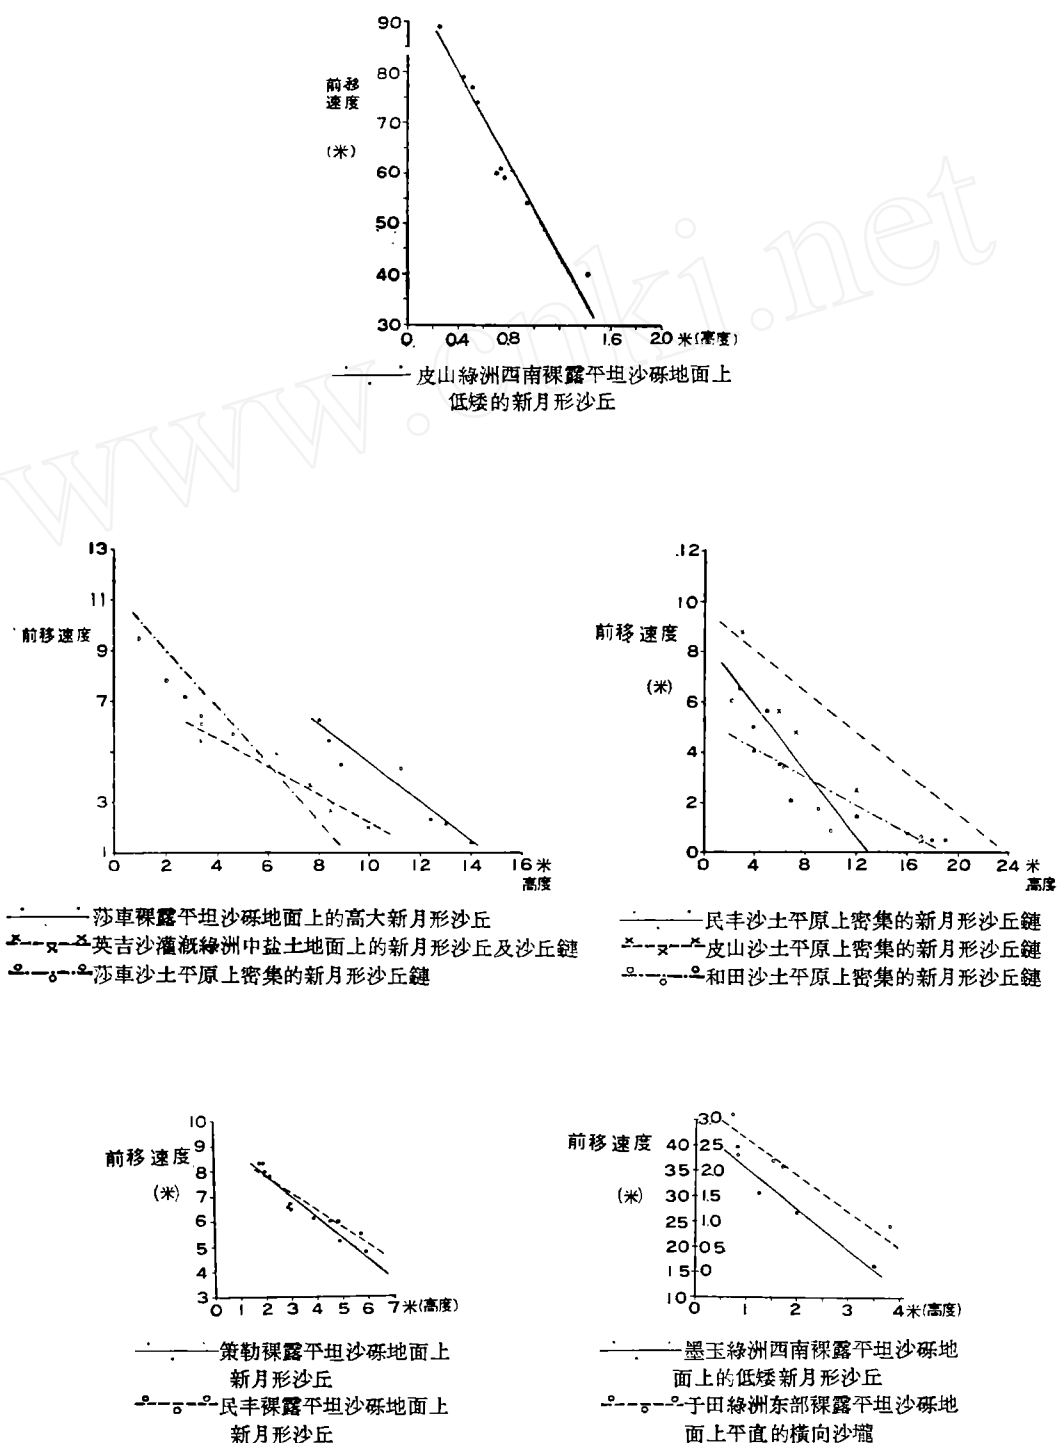 90
80
70
60
50
40
30
前移
速度
(米)
0 0.4 0.8 1.6 2.0 米(高度)
皮山綠洲西南裸露平坦沙砾地面上
低矮的新月形沙丘
www.cnki.net
13
11
9
7
3
1
前移速度
0 2 4 6 8 10 12 14 16 米
高度
莎車裸露平坦沙砾地面上的高大新月形沙丘
英吉沙灌漑綠洲中盐土地面上的新月形沙丘及沙丘鏈
莎車沙土平原上密集的新月形沙丘鏈
12
10
8
6
4
2
0
前移速度
(米)
0 4 8 12 16 20 24 米
高度
民丰沙土平原上密集的新月形沙丘鏈
皮山沙土平原上密集的新月形沙丘鏈
和田沙土平原上密集的新月形沙丘鏈
10
9
8
7
6
5
4
3
前移速度
(米)
0 1 2 3 4 5 6 7 米(高度)
策勒裸露平坦沙砾地面上
新月形沙丘
民丰裸露平坦沙砾地面上
新月形沙丘
前移速度
(米)
3.0
40 2.5
35 2.0
30 1.5
25 1.0
20 0.5
15 0
10
0 1 2 3 4 米(高度)
墨玉綠洲西南裸露平坦沙砾地
面上的低矮新月形沙丘
于田綠洲东部裸露平坦沙砾地
面上平直的橫向沙壠